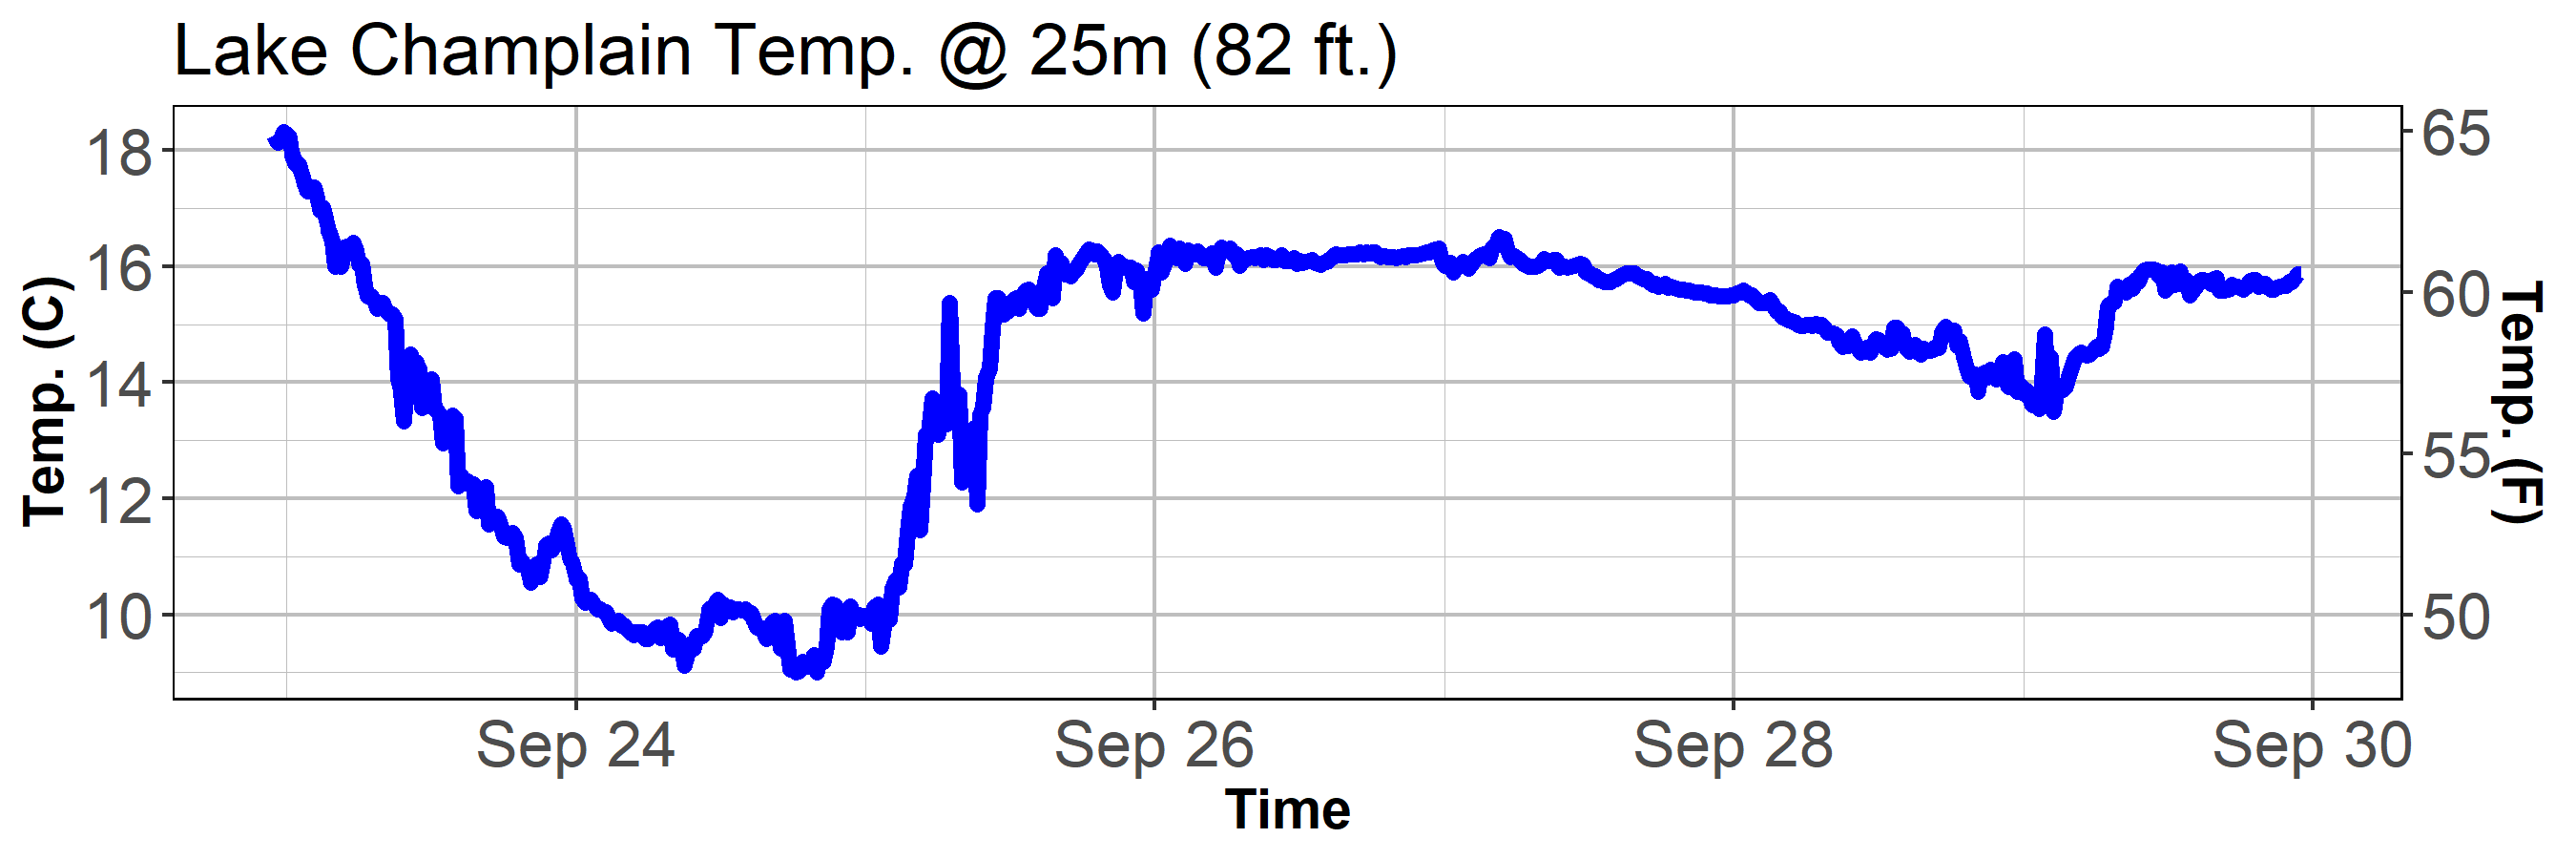 Lake Champlain Temp. @ 25m (82 ft.)
Temp. (C)
18
16
14
12
10
65
60
55
50
Temp. (F)
Sep 24 Sep 26 Sep 28 Sep 30
Time